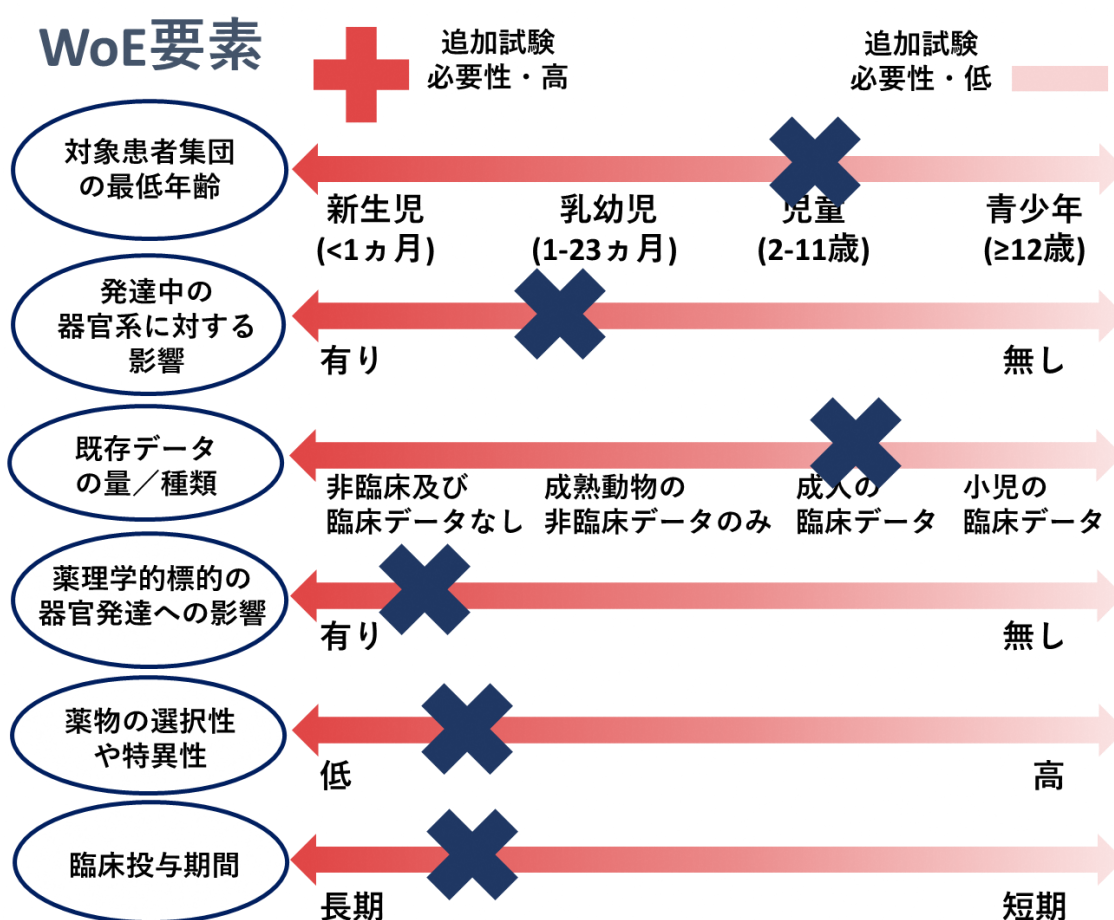 WoE要素
追加試験
必要性・高
追加試験
必要性・低
対象患者集団
の最低年齢
新生児
(<1ヵ月)
乳幼児
(1-23ヵ月)
児童
(2-11歳)
青少年
(≥12歳)
発達中の
器官系に対する
影響
有り
無し
既存データ
の量／種類
非臨床及び
臨床データなし
成熟動物の
非臨床データのみ
成人の
臨床データ
小児の
臨床データ
薬理学的標的の
器官発達への影響
有り
無し
薬物の選択性
や特異性
低
高
臨床投与期間
長期
短期